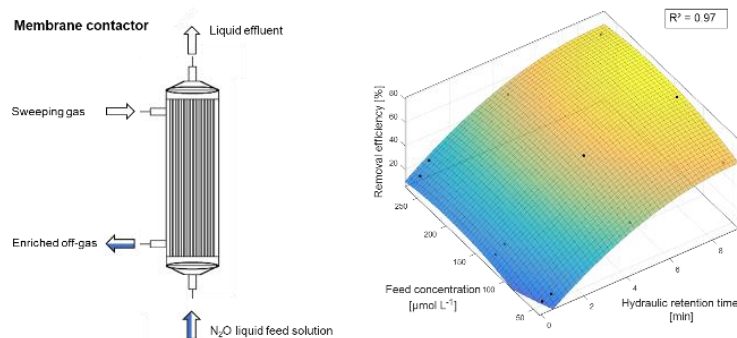 Membrane contactor
Liquid effluent
Sweeping gas
Enriched off-gas
N₂O liquid feed solution
R² = 0.97
Removal efficiency [%]
80
60
40
20
250
200
150
100
50
Feed concentration
[µmol L⁻¹]
0
2
4
6
8
Hydraulic retention time
[min]